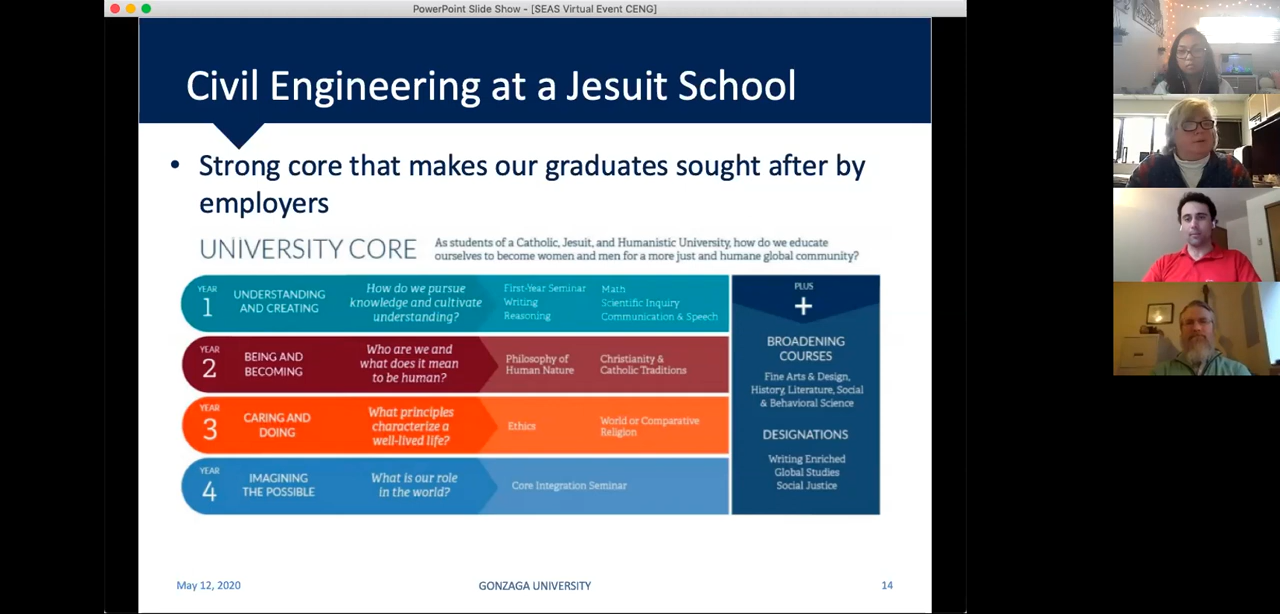 PowerPoint Slide Show - [SEAS Virtual Event CENG]
Civil Engineering at a Jesuit School
• Strong core that makes our graduates sought after by
employers
UNIVERSITY CORE
As students of a Catholic, Jesuit, and Humanistic University, how do we educate
ourselves to become women and men for a more just and humane global community?
YEAR
1
UNDERSTANDING
AND CREATING
How do we pursue
knowledge and cultivate
understanding?
First-Year Seminar
Writing
Reasoning
Math
Scientific Inquiry
Communication & Speech
YEAR
2
BEING AND
BECOMING
Who are we and
what does it mean
to be human?
Philosophy of
Human Nature
Christianity &
Catholic Traditions
YEAR
3
CARING AND
DOING
What principles
characterize a
well-lived life?
Ethics
World or Comparative
Religion
YEAR
4
IMAGINING
THE POSSIBLE
What is our role
in the world?
Core Integration Seminar
PLUS
+
BROADENING
COURSES
Fine Arts & Design,
History, Literature, Social
& Behavioral Science
DESIGNATIONS
Writing Enriched
Global Studies
Social Justice
May 12, 2020
GONZAGA UNIVERSITY
14